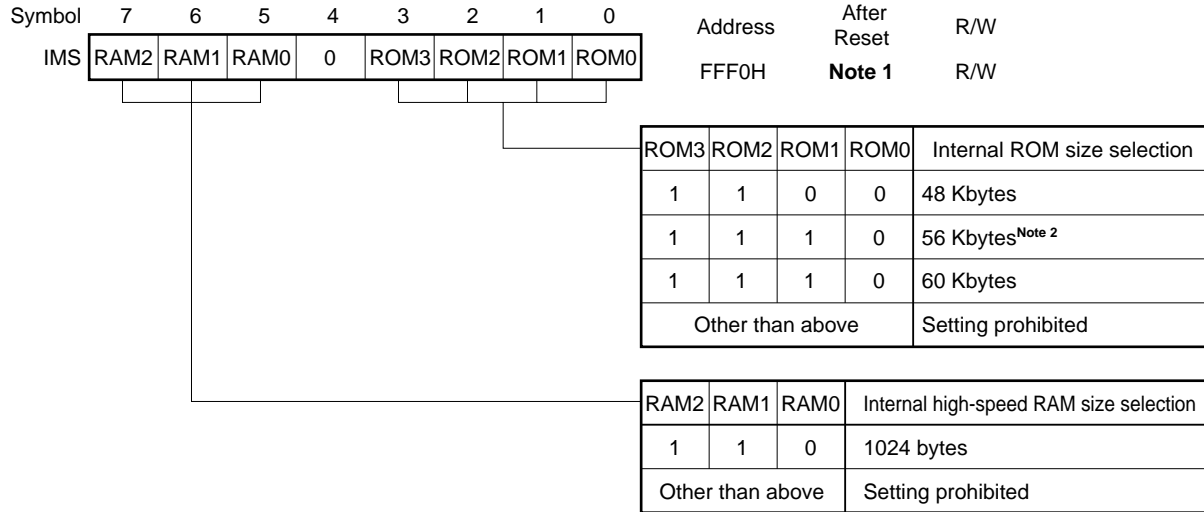 Symbol 7 6 5 4 3 2 1 0 Address After Reset R/W
IMS RAM2 RAM1 RAM0 0 ROM3 ROM2 ROM1 ROM0 FFF0H Note 1 R/W
ROM3 ROM2 ROM1 ROM0 Internal ROM size selection
1 1 0 0 48 Kbytes
1 1 1 0 56 Kbytes Note 2
1 1 1 0 60 Kbytes
Other than above Setting prohibited
RAM2 RAM1 RAM0 Internal high-speed RAM size selection
1 1 0 1024 bytes
Other than above Setting prohibited